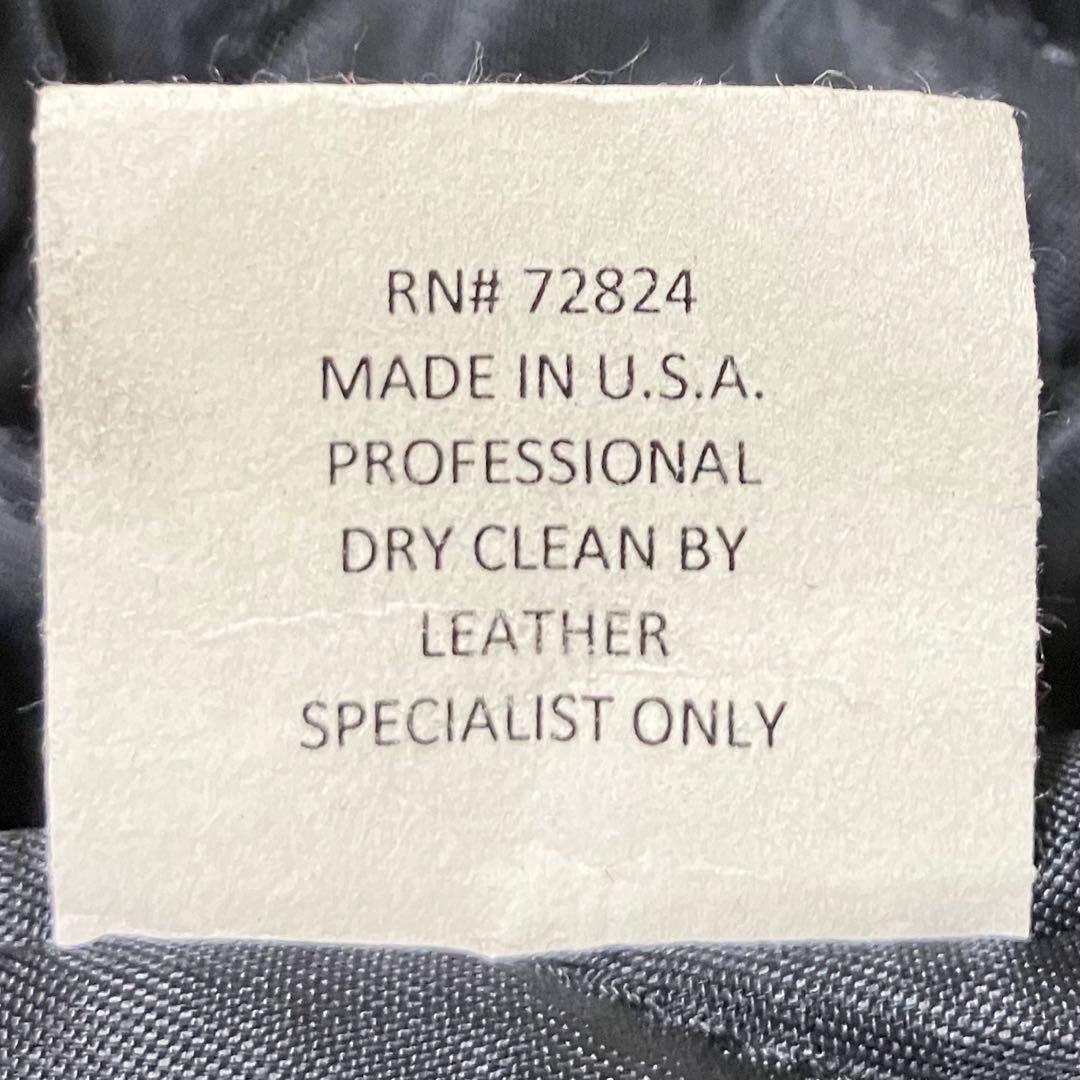 RN# 72824
MADE IN U.S.A.
PROFESSIONAL
DRY CLEAN BY
LEATHER
SPECIALIST ONLY